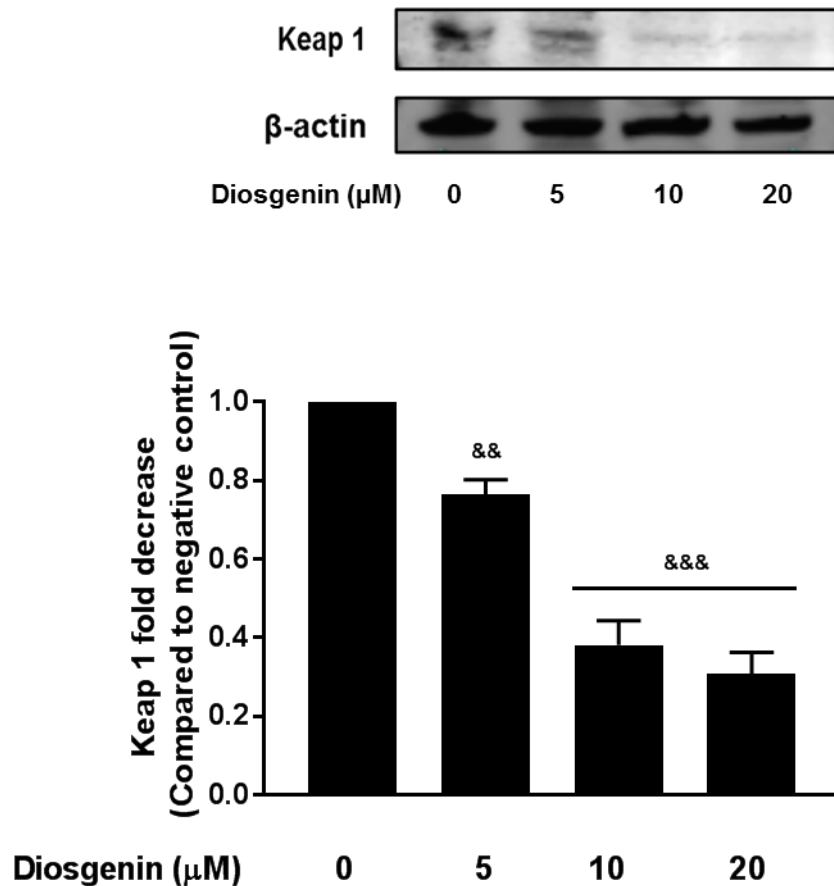 Keap 1
β-actin
Diosgenin (µM) 0 5 10 20
Keap 1 fold decrease
(Compared to negative control)
1.0
0.8
0.6
0.4
0.2
0.0
&&
&&&
Diosgenin (µM) 0 5 10 20